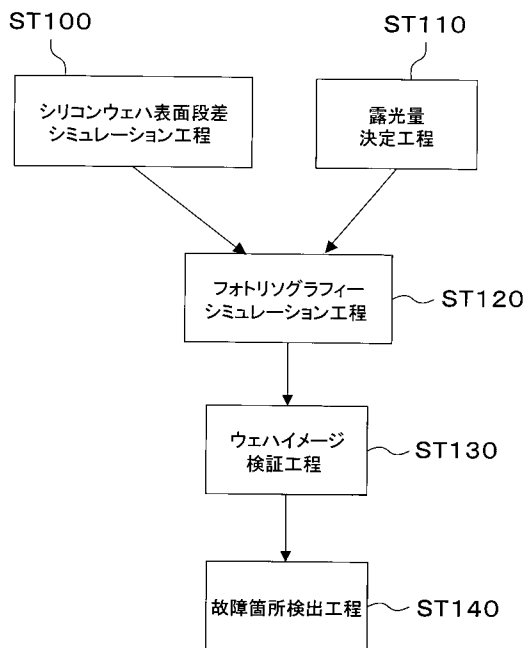 ST100
シリコンウェハ表面段差
シミュレーション工程
ST110
露光量
決定工程
フォトリソグラフィー
シミュレーション工程
ST120
ウェハイメージ
検証工程
ST130
故障箇所検出工程
ST140